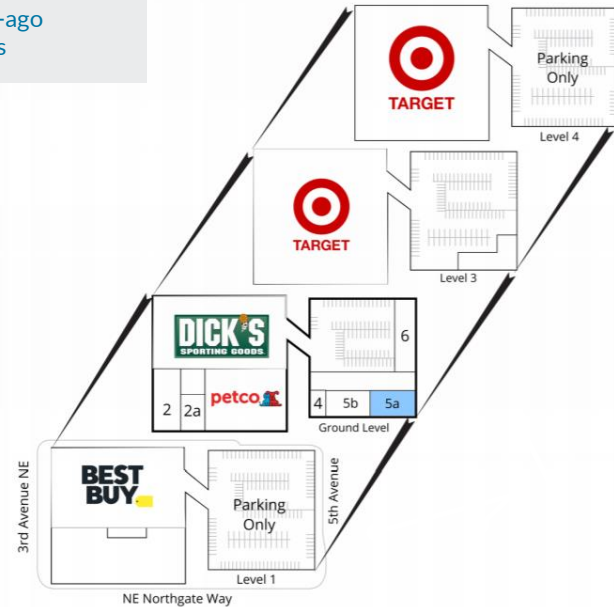 -ago
s
TARGET
Parking
Only
Level 4
TARGET
Level 3
DICK'S
SPORTING GOODS
6
2
2a
petco
4
5b
5a
Ground Level
3rd Avenue NE
BEST
BUY
Parking
Only
5th Avenue
Level 1
NE Northgate Way